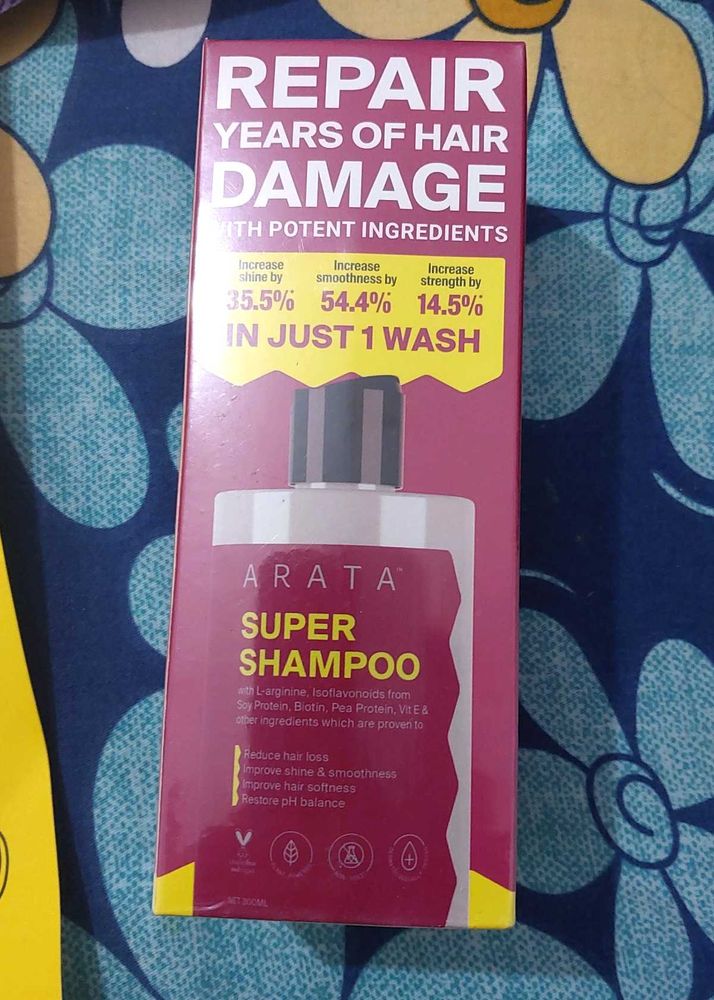 REPAIR
YEARS OF HAIR
DAMAGE
WITH POTENT INGREDIENTS
Increase shine by 35.5%*
Increase smoothness by 54.4%*
Increase strength by 14.5%*
IN JUST 1 WASH
ARATA™
SUPER
SHAMPOO
with L-arginine, Isoflavonoids from
Soy Protein, Biotin, Pea Protein, Vit E &
other ingredients which are proven to
Reduce hair loss
Improve shine & smoothness
Improve hair softness
Restore pH balance
NET 300ML